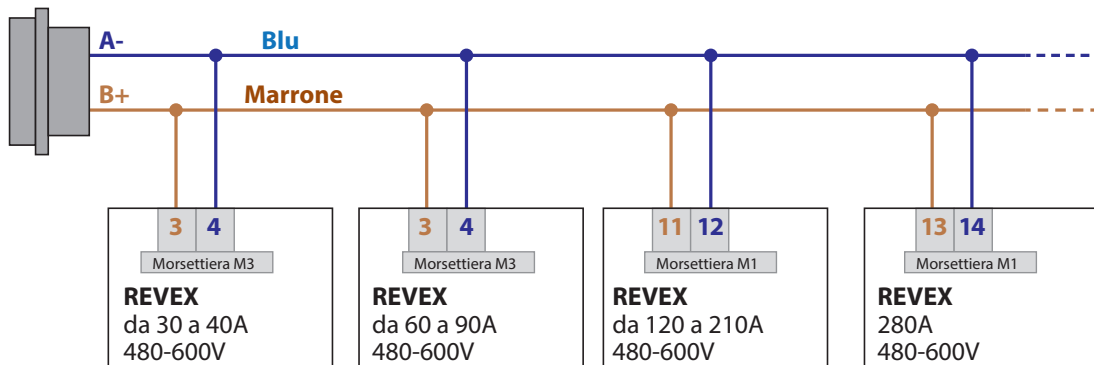 A- Blu
B+ Marrone
3 4 3 4 11 12 13 14
Morsettiera M3 Morsettiera M3 Morsettiera M1 Morsettiera M1
REVEX
da 30 a 40A
480-600V
REVEX
da 60 a 90A
480-600V
REVEX
da 120 a 210A
480-600V
REVEX
280A
480-600V